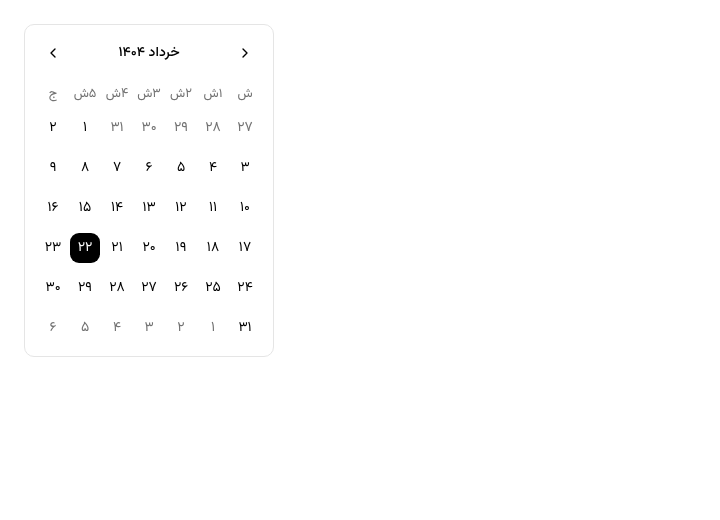 خرداد ۱۴۰۴
ش ۱ش ۲ش ۳ش ۴ش ۵ش ج
۲۷ ۲۸ ۲۹ ۳۰ ۳۱ ۱ ۲
۳ ۴ ۵ ۶ ۷ ۸ ۹
۱۰ ۱۱ ۱۲ ۱۳ ۱۴ ۱۵ ۱۶
۱۷ ۱۸ ۱۹ ۲۰ ۲۱ ۲۲ ۲۳
۲۴ ۲۵ ۲۶ ۲۷ ۲۸ ۲۹ ۳۰
۳۱ ۱ ۲ ۳ ۴ ۵ ۶